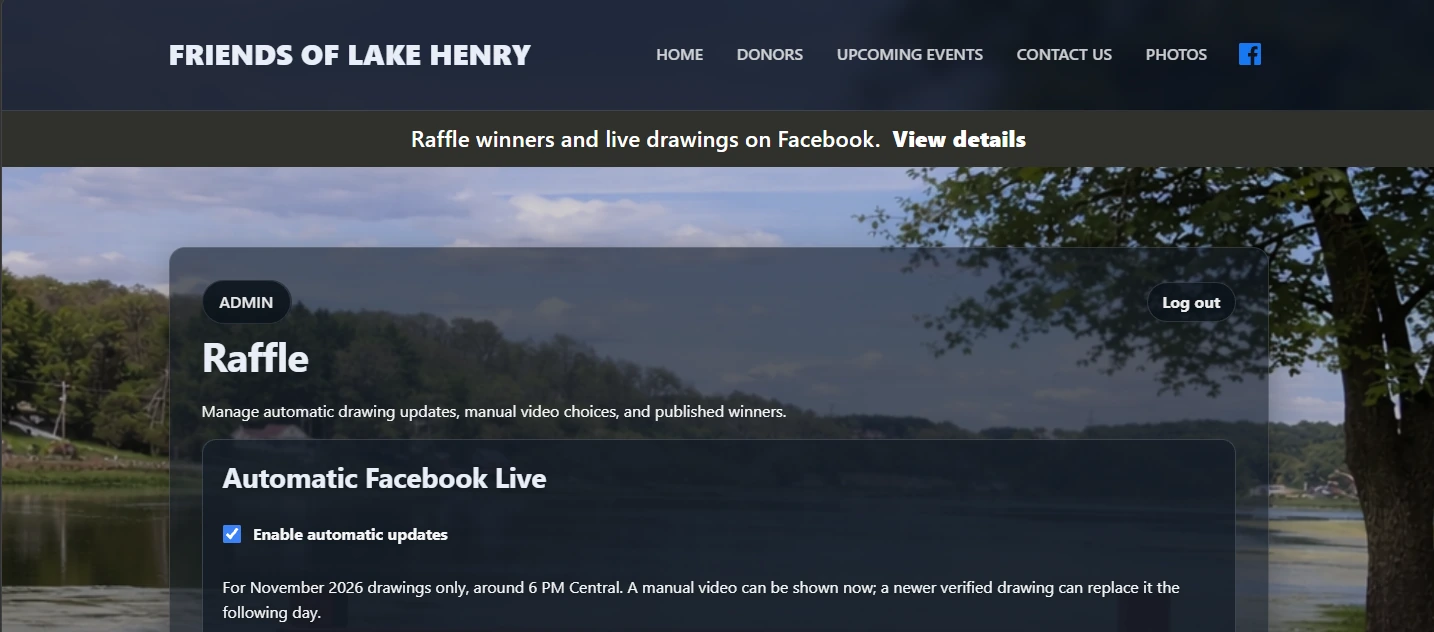 FRIENDS OF LAKE HENRY
HOME DONORS UPCOMING EVENTS CONTACT US PHOTOS
Raffle winners and live drawings on Facebook. View details
ADMIN
Log out
Raffle
Manage automatic drawing updates, manual video choices, and published winners.
Automatic Facebook Live
Enable automatic updates
For November 2026 drawings only, around 6 PM Central. A manual video can be shown now; a newer verified drawing can replace it the
following day.